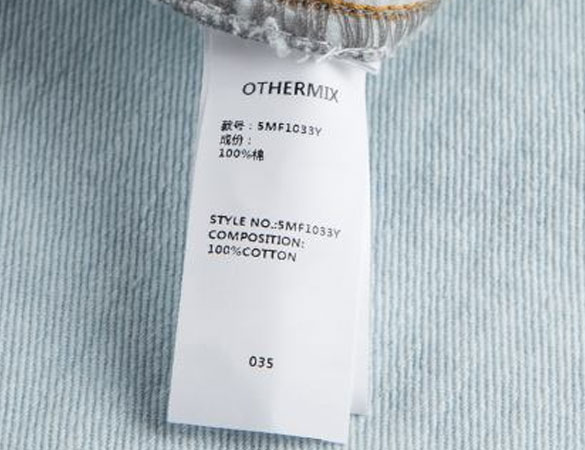 OTHERMIX
款号：5MF1033Y
成份：
100%棉
STYLE NO.:5MF1033Y
COMPOSITION:
100%COTTON
035